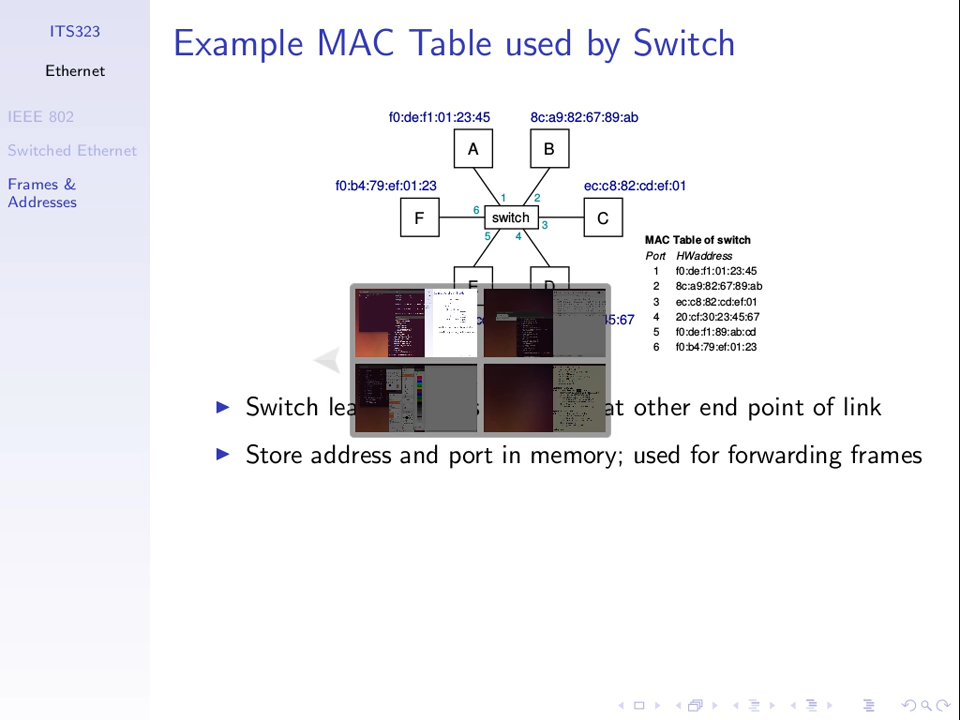 ITS323
Ethernet
IEEE 802
Switched Ethernet
Frames &
Addresses
Example MAC Table used by Switch
f0:de:f1:01:23:45
8c:a9:82:67:89:ab
A
B
f0:b4:79:ef:01:23
ec:c8:82:cd:ef:01
1
2
6
F
switch
C
3
5
4
E
D
45:67
MAC Table of switch
Port HWaddress
1 f0:de:f1:01:23:45
2 8c:a9:82:67:89:ab
3 ec:c8:82:cd:ef:01
4 20:cf:30:23:45:67
5 f0:de:f1:89:ab:cd
6 f0:b4:79:ef:01:23
Switch at other end point of link
Store address and port in memory; used for forwarding frames